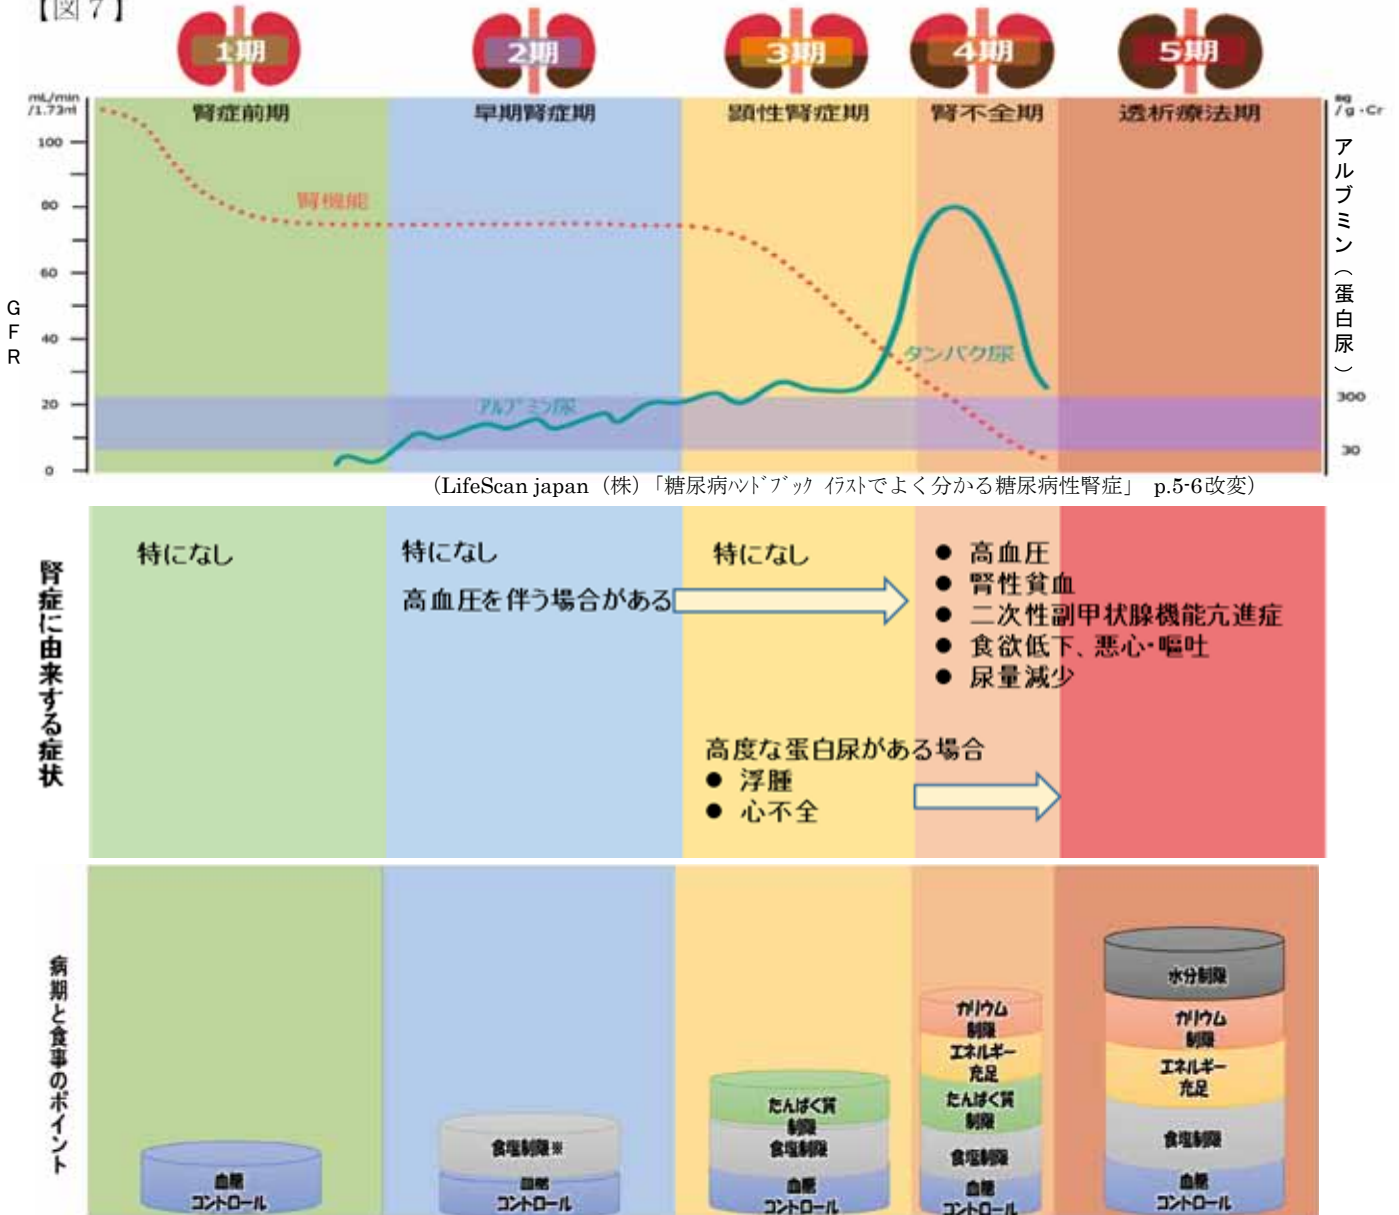 【図７】
1期
2期
3期
4期
5期
mL/min
/1.73㎡
腎症前期
早期腎症期
顕性腎症期
腎不全期
透析療法期
mg
/g・Cr
100
80
60
40
20
0
GFR
腎機能
アルブミン尿
タンパク尿
アルブミン（蛋白尿）
300
30
（LifeScan japan（株）「糖尿病ﾊﾝﾄﾞﾌﾞｯｸ ｲﾗｽﾄでよく分かる糖尿病性腎症」 p.5-6改変）
腎症に由来する症状
特になし
特になし
高血圧を伴う場合がある
特になし
● 高血圧
● 腎性貧血
● 二次性副甲状腺機能亢進症
● 食欲低下、悪心・嘔吐
● 尿量減少
高度な蛋白尿がある場合
● 浮腫
● 心不全
病期と食事のポイント
血糖
コントロール
食塩制限※
血糖
コントロール
たんぱく質
制限
食塩制限
血糖
コントロール
カリウム
制限
エネルギー
充足
たんぱく質
制限
食塩制限
血糖
コントロール
水分制限
カリウム
制限
エネルギー
充足
食塩制限
血糖
コントロール